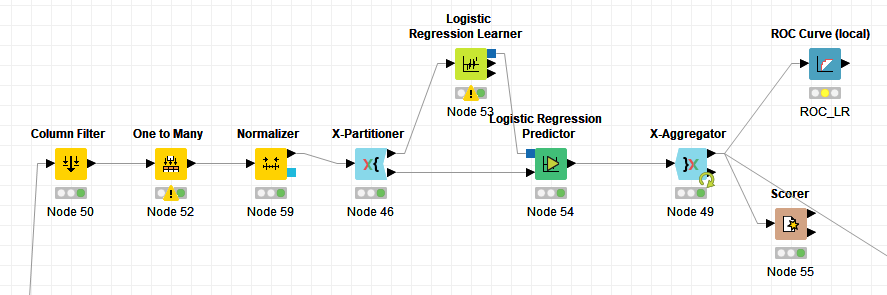 Logistic
Regression Learner
ROC Curve (local)
Node 53
ROC_LR
Column Filter
One to Many
Normalizer
X-Partitioner
Logistic Regression
Predictor
X-Aggregator
X{
}X
Node 50
Node 52
Node 59
Node 46
Node 54
Node 49
Scorer
Node 55